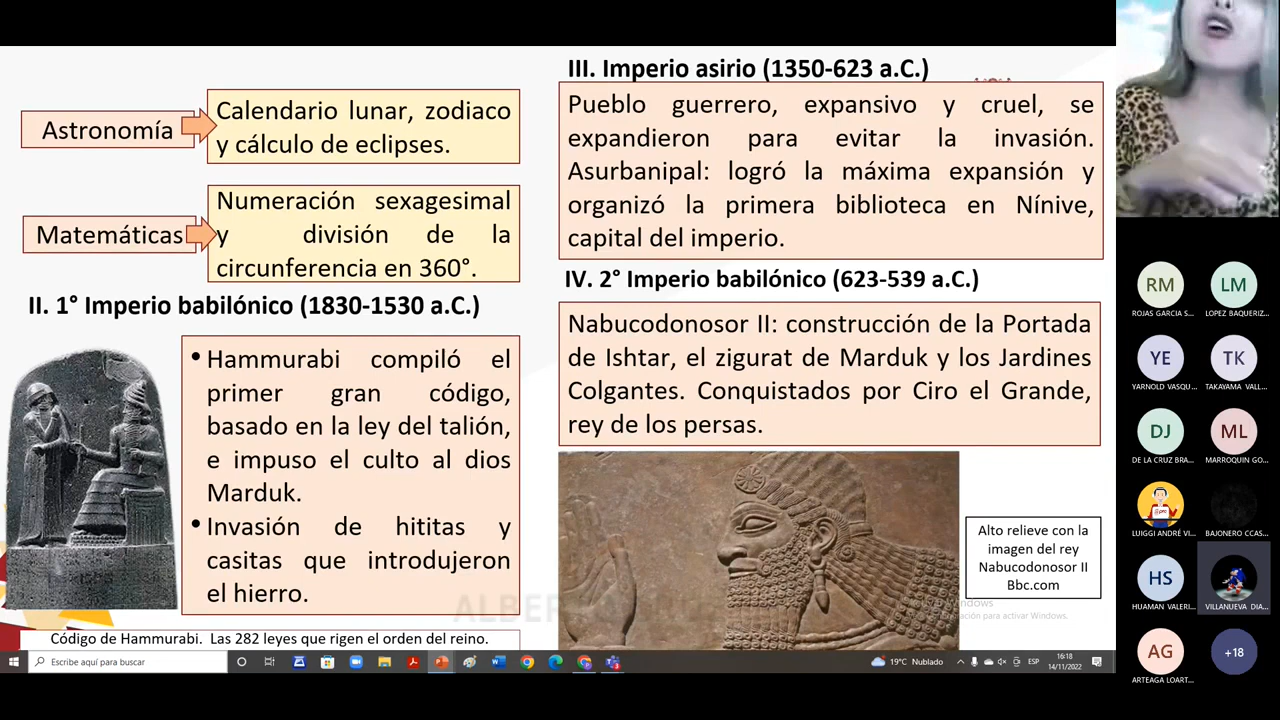 Astronomía
Calendario lunar, zodiaco
y cálculo de eclipses.
Matemáticas
Numeración sexagesimal
y división de la
circunferencia en 360°.
II. 1° Imperio babilónico (1830-1530 a.C.)
• Hammurabi compiló el
primer gran código,
basado en la ley del talión,
e impuso el culto al dios
Marduk.
• Invasión de hititas y
casitas que introdujeron
el hierro.
Código de Hammurabi. Las 282 leyes que rigen el orden del reino.
III. Imperio asirio (1350-623 a.C.)
Pueblo guerrero, expansivo y cruel, se
expandieron para evitar la invasión.
Asurbanipal: logró la máxima expansión y
organizó la primera biblioteca en Nínive,
capital del imperio.
IV. 2° Imperio babilónico (623-539 a.C.)
Nabucodonosor II: construcción de la Portada
de Ishtar, el zigurat de Marduk y los Jardines
Colgantes. Conquistados por Ciro el Grande,
rey de los persas.
Alto relieve con la
imagen del rey
Nabucodonosor II
Bbc.com
Escribe aquí para buscar
19°C Nublado
ESP
16:18
14/11/2022
RM
ROJAS GARCIA S...
LM
LOPEZ BAQUERIZ...
YE
YARNOLD VASQU...
TK
TAKAYAMA VALL...
DJ
DE LA CRUZ BRA...
ML
MARROQUIN GO...
LUIGGI ANDRÉ VI...
BAJONERO CCAS...
HS
HUAMAN VALERI...
VILLANUEVA DIA...
AG
ARTEAGA LOART...
+18